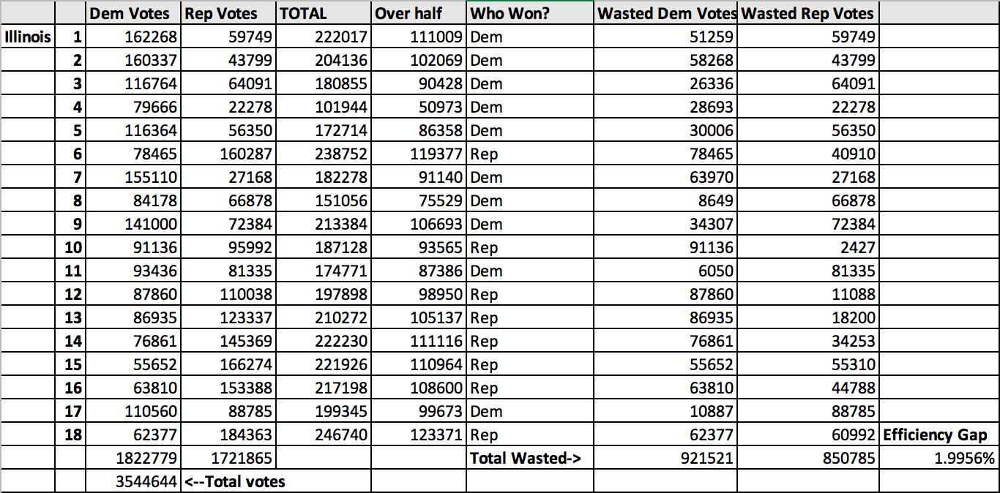 Dem Votes Rep Votes TOTAL Over half Who Won? Wasted Dem Votes Wasted Rep Votes
Illinois 1 162268 59749 222017 111009 Dem 51259 59749
2 160337 43799 204136 102069 Dem 58268 43799
3 116764 64091 180855 90428 Dem 26336 64091
4 79666 22278 101944 50973 Dem 28693 22278
5 116364 56350 172714 86358 Dem 30006 56350
6 78465 160287 238752 119377 Rep 78465 40910
7 155110 27168 182278 91140 Dem 63970 27168
8 84178 66878 151056 75529 Dem 8649 66878
9 141000 72384 213384 106693 Dem 34307 72384
10 91136 95992 187128 93565 Rep 91136 2427
11 93436 81335 174771 87386 Dem 6050 81335
12 87860 110038 197898 98950 Rep 87860 11088
13 86935 123337 210272 105137 Rep 86935 18200
14 76861 145369 222230 111116 Rep 76861 34253
15 55652 166274 221926 110964 Rep 55652 55310
16 63810 153388 217198 108600 Rep 63810 44788
17 110560 88785 199345 99673 Dem 10887 88785
18 62377 184363 246740 123371 Rep 62377 60992 Efficiency Gap
1822779 1721865 Total Wasted-> 921521 850785 1.9956%
3544644 <--Total votes